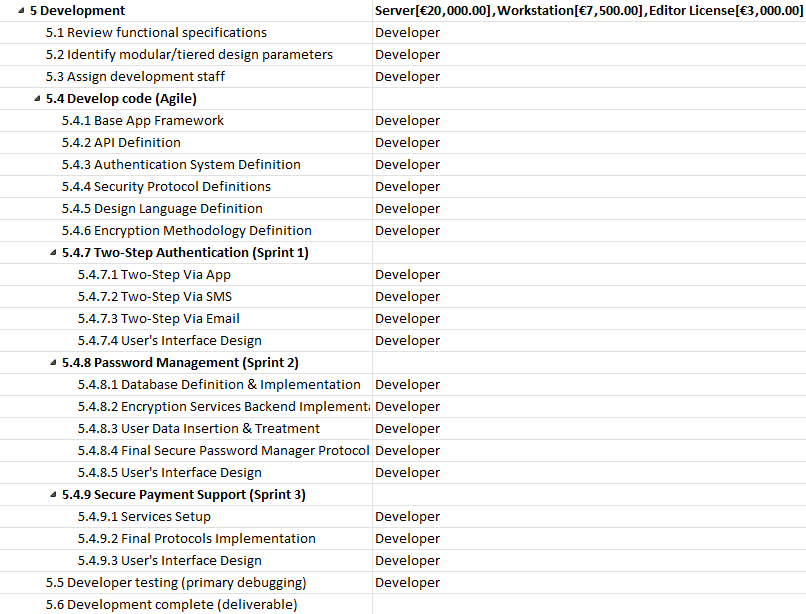 5 Development Server[€20,000.00],Workstation[€7,500.00],Editor License[€3,000.00]
5.1 Review functional specifications Developer
5.2 Identify modular/tiered design parameters Developer
5.3 Assign development staff Developer
5.4 Develop code (Agile)
5.4.1 Base App Framework Developer
5.4.2 API Definition Developer
5.4.3 Authentication System Definition Developer
5.4.4 Security Protocol Definitions Developer
5.4.5 Design Language Definition Developer
5.4.6 Encryption Methodology Definition Developer
5.4.7 Two-Step Authentication (Sprint 1)
5.4.7.1 Two-Step Via App Developer
5.4.7.2 Two-Step Via SMS Developer
5.4.7.3 Two-Step Via Email Developer
5.4.7.4 User's Interface Design Developer
5.4.8 Password Management (Sprint 2)
5.4.8.1 Database Definition & Implementation Developer
5.4.8.2 Encryption Services Backend Implementa Developer
5.4.8.3 User Data Insertion & Treatment Developer
5.4.8.4 Final Secure Password Manager Protocol Developer
5.4.8.5 User's Interface Design Developer
5.4.9 Secure Payment Support (Sprint 3)
5.4.9.1 Services Setup Developer
5.4.9.2 Final Protocols Implementation Developer
5.4.9.3 User's Interface Design Developer
5.5 Developer testing (primary debugging) Developer
5.6 Development complete (deliverable)